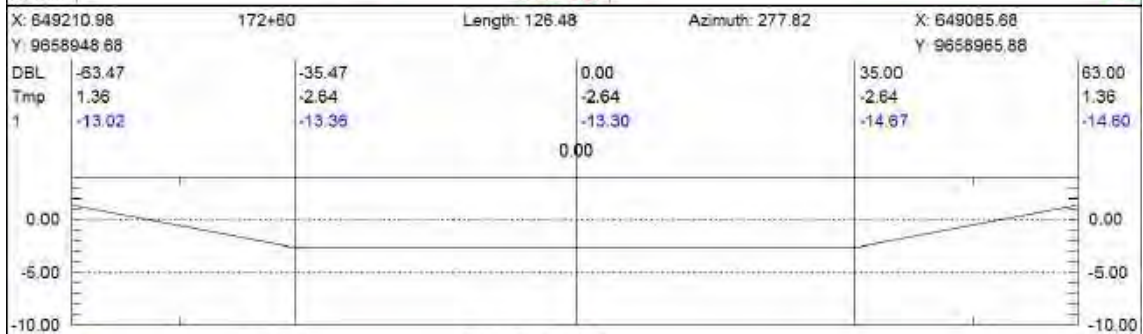 X: 649210.98 172+60 Length: 126.48 Azimuth: 277.82 X: 649085.68
Y: 9658948.68 Y: 9658965.88
DBL -63.47 -35.47 0.00 35.00 63.00
Tmp 1.36 -2.64 -2.64 -2.64 1.36
1 -13.02 -13.36 -13.30 -14.67 -14.60
0.00
0.00 0.00
-5.00 -5.00
-10.00 -10.00